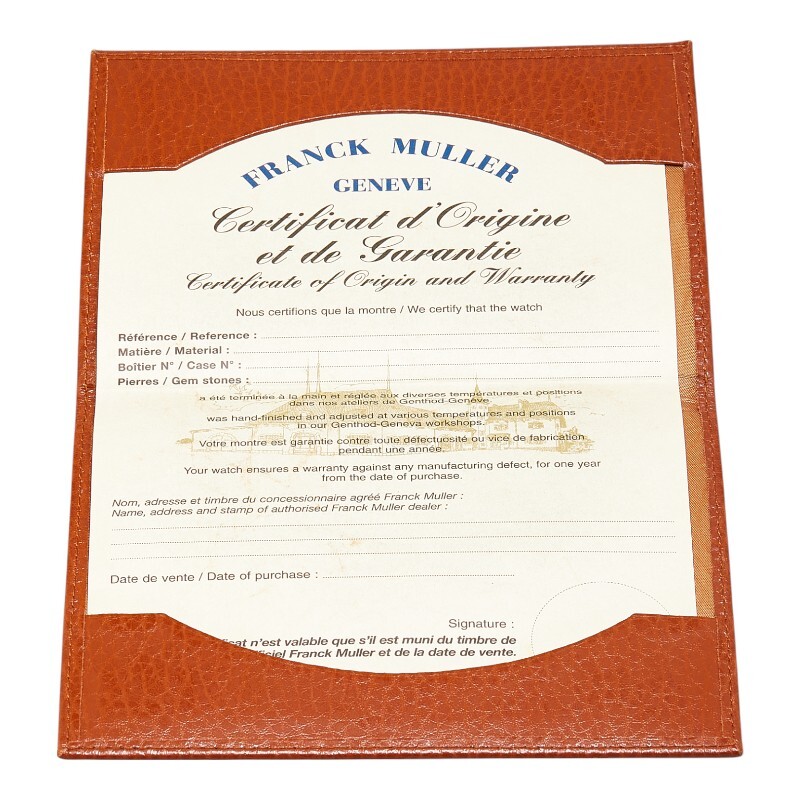 FRANCK MULLER
GENEVE
Certificat d'Origine
et de Garantie
Certificate of Origin and Warranty
Nous certifions que la montre / We certify that the watch
Référence / Reference :
Matière / Material :
Boîtier N° / Case N° :
Pierres / Gem stones :
a été terminée à la main et réglée aux diverses températures et positions
dans nos ateliers de Genthod-Genève.
was hand-finished and adjusted at various temperatures and positions
in our Genthod-Geneva workshops.
Votre montre est garantie contre toute défectuosité ou vice de fabrication
pendant une année.
Your watch ensures a warranty against any manufacturing defect, for one year
from the date of purchase.
Nom, adresse et timbre du concessionnaire agréé Franck Muller :
Name, address and stamp of authorised Franck Muller dealer :
Date de vente / Date of purchase :
Signature :
n'est valable que s'il est muni du timbre de
Franck Muller et de la date de vente.